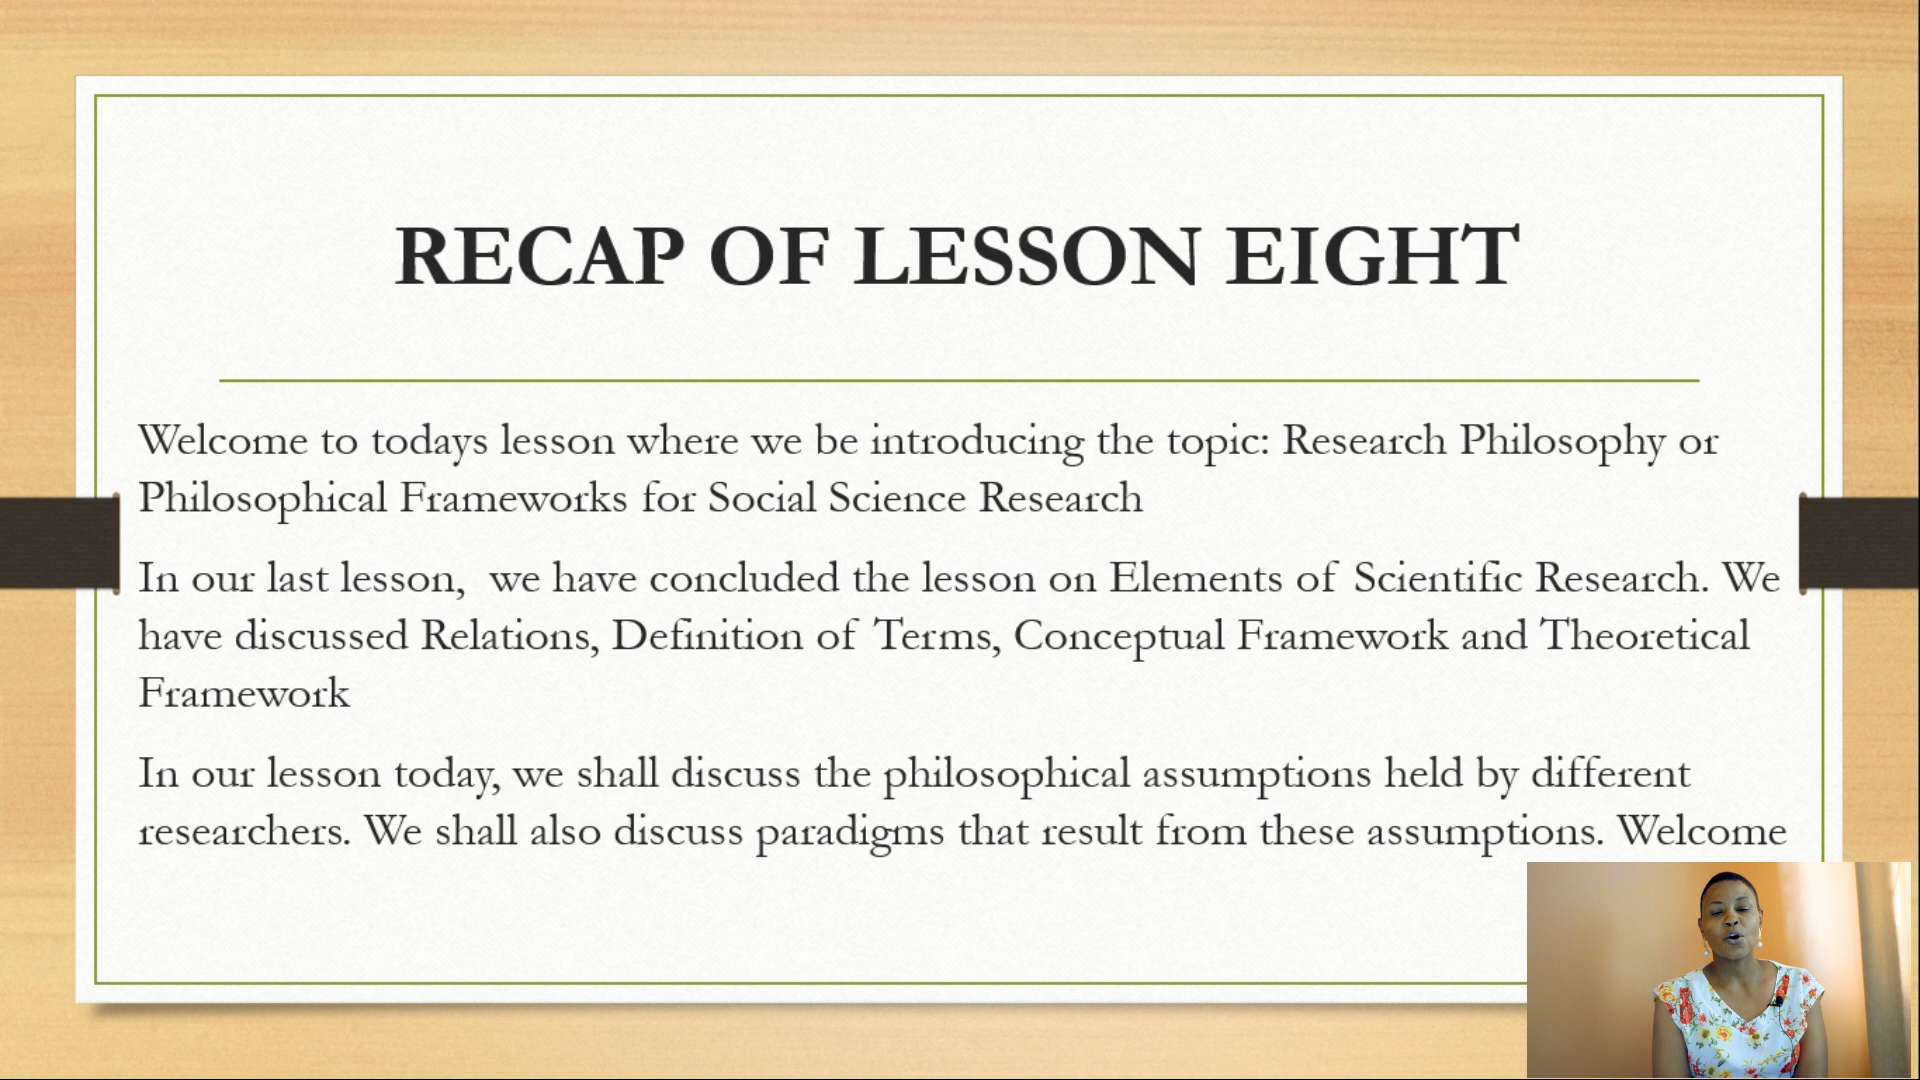 RECAP OF LESSON EIGHT
Welcome to todays lesson where we be introducing the topic: Research Philosophy or
Philosophical Frameworks for Social Science Research
In our last lesson,  we have concluded the lesson on Elements of Scientific Research. We
have discussed Relations, Definition of Terms, Conceptual Framework and Theoretical
Framework
In our lesson today, we shall discuss the philosophical assumptions held by different
researchers. We shall also discuss paradigms that result from these assumptions. Welcome